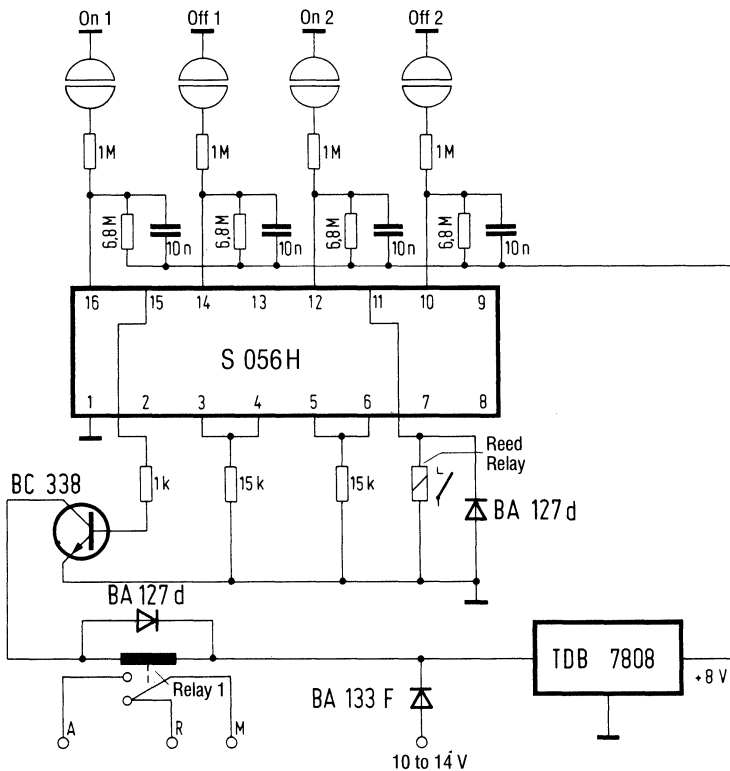 On 1 Off 1 On 2 Off 2
1M 1M 1M 1M
6,8M 10n 6,8M 10n 6,8M 10n 6,8M 10n
16 15 14 13 12 11 10 9
S 056H
1 2 3 4 5 6 7 8
Reed
Relay
BC 338
1k 15k 15k
BA 127d
BA 127d
TDB 7808
+8 V
Relay 1
BA 133 F
A R M
10 to 14 V